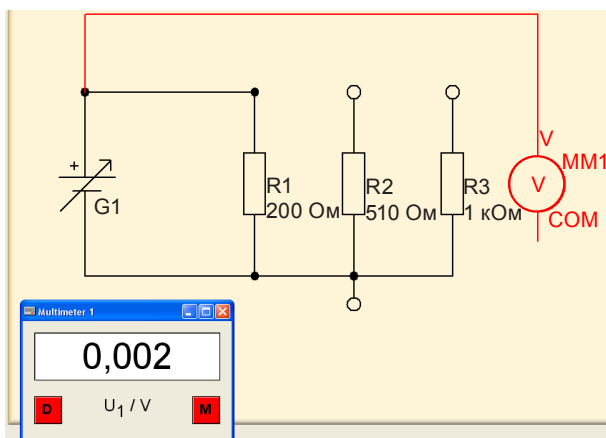 V
MM1
V
COM
+
G1
R1
200 Ом
R2
510 Ом
R3
1 кОм
Multimeter 1
0,002
D
U1 / V
M